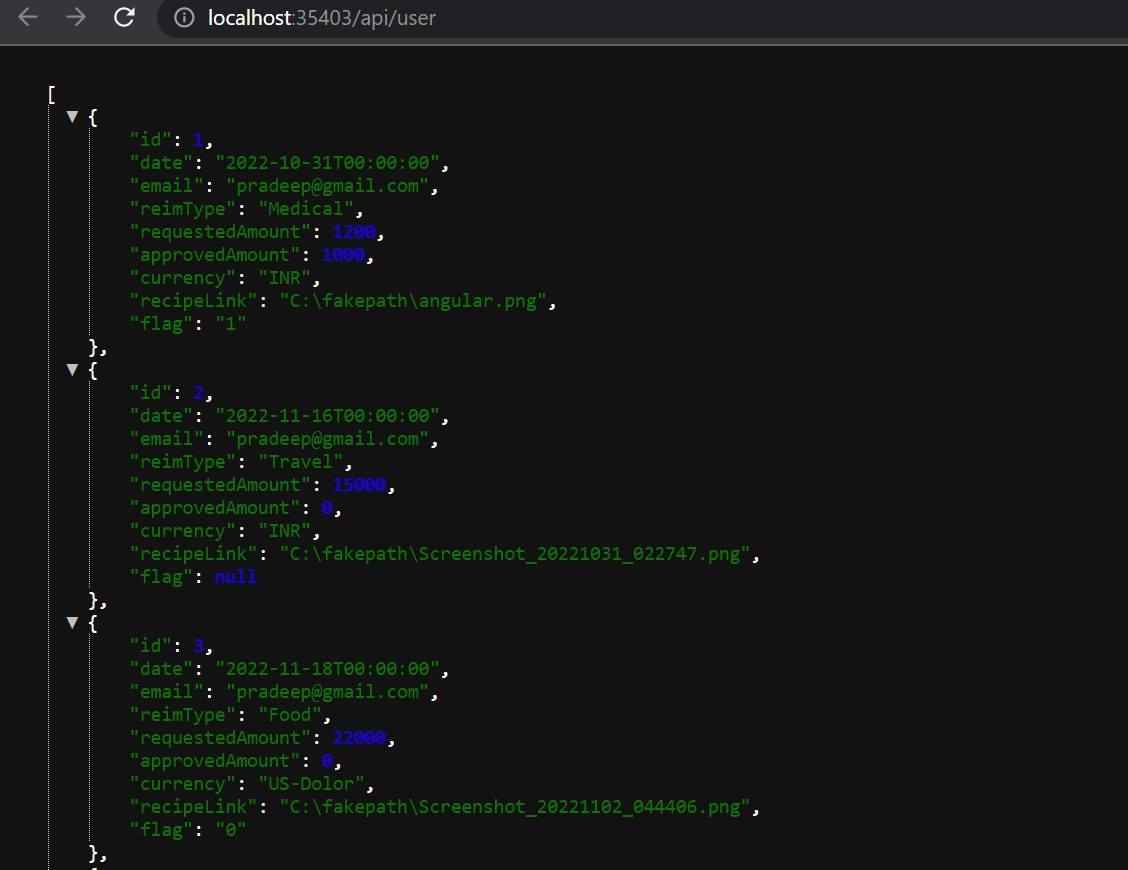 localhost:35403/api/user
[
{
"id": 1,
"date": "2022-10-31T00:00:00",
"email": "pradeep@gmail.com",
"reimType": "Medical",
"requestedAmount": 1200,
"approvedAmount": 1000,
"currency": "INR",
"recipeLink": "C:\fakepath\angular.png",
"flag": "1"
},
{
"id": 2,
"date": "2022-11-16T00:00:00",
"email": "pradeep@gmail.com",
"reimType": "Travel",
"requestedAmount": 15000,
"approvedAmount": 0,
"currency": "INR",
"recipeLink": "C:\fakepath\Screenshot_20221031_022747.png",
"flag": null
},
{
"id": 3,
"date": "2022-11-18T00:00:00",
"email": "pradeep@gmail.com",
"reimType": "Food",
"requestedAmount": 22000,
"approvedAmount": 0,
"currency": "US-Dolor",
"recipeLink": "C:\fakepath\Screenshot_20221102_044406.png",
"flag": "0"
},